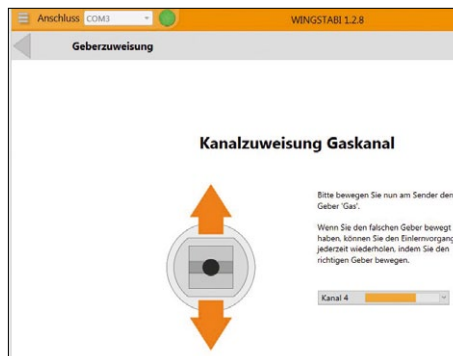 Anschluss COM3 WINGSTABI 1.2.8
Geberzuweisung
Kanalzuweisung Gaskanal
Bitte bewegen Sie nun am Sender den
Geber 'Gas'.
Wenn Sie den falschen Geber bewegt
haben, können Sie den Einlernvorgang
jederzeit wiederholen, indem Sie den
richtigen Geber bewegen.
Kanal 4